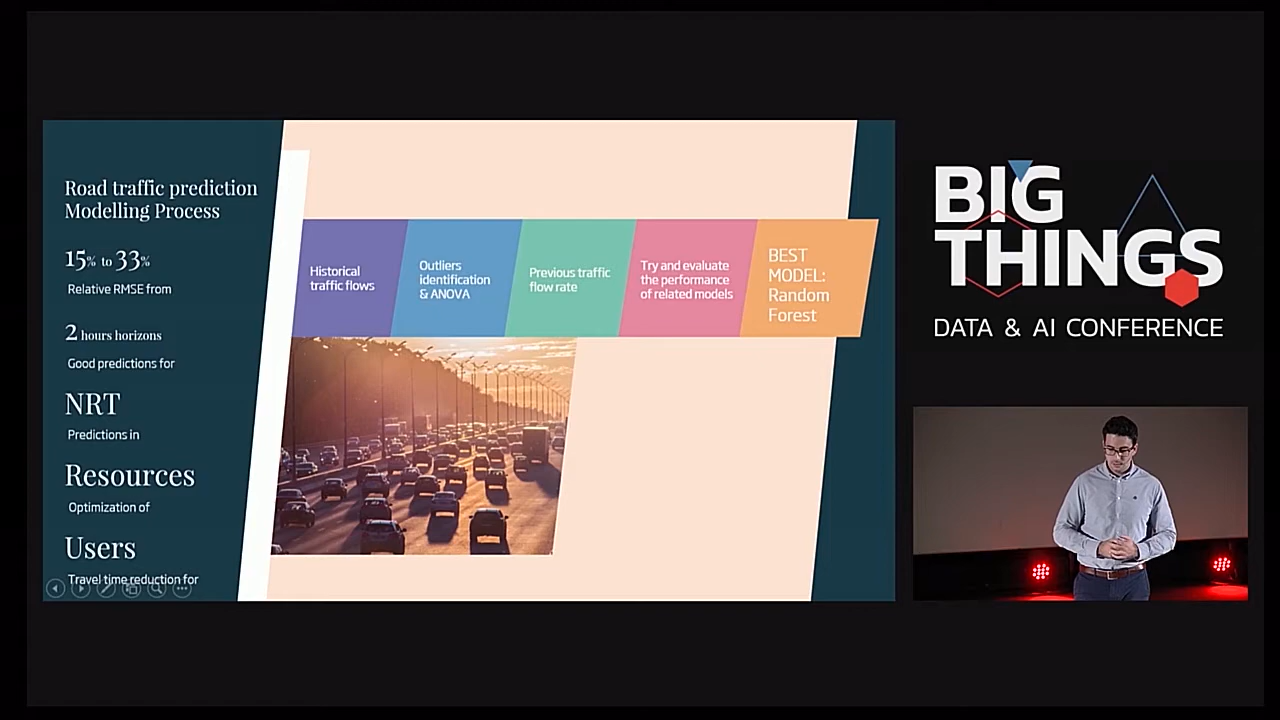 Road traffic prediction
Modelling Process
15% to 33%
Relative RMSE from
2 hours horizons
Good predictions for
NRT
Predictions in
Resources
Optimization of
Users
Travel time reduction for
Historical
traffic flows
Outliers
identification
& ANOVA
Previous traffic
flow rate
Try and evaluate
the performance
of related models
BEST
MODEL:
Random
Forest
BIG
THINGS
DATA & AI CONFERENCE